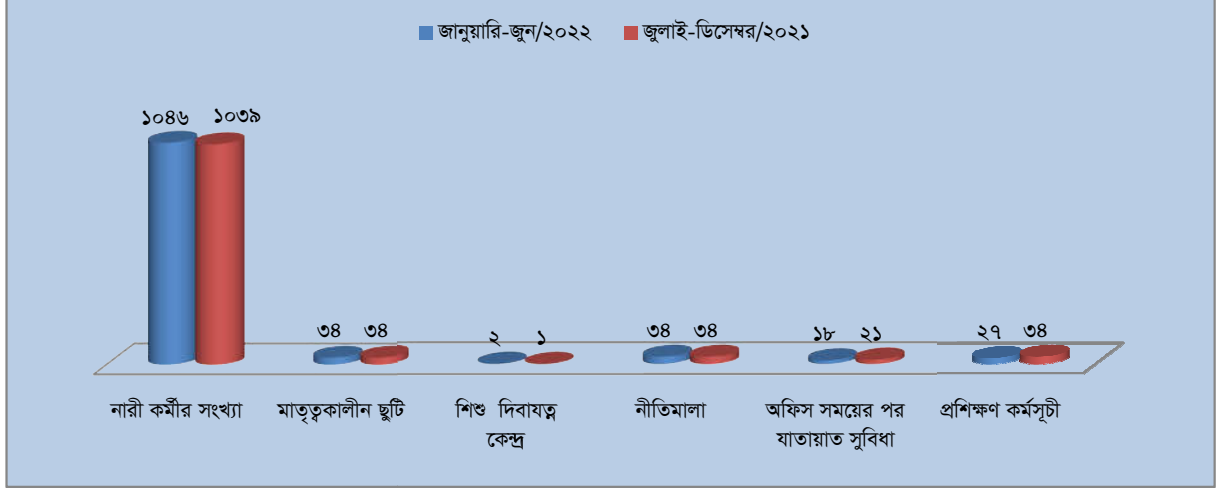 জানুয়ারি-জুন/২০২২ জুলাই-ডিসেম্বর/২০২১
১০৪৬ ১০৩৯
৩৪ ৩৪ ২ ১ ৩৪ ৩৪ ১৮ ২১ ২৭ ৩৪
নারী কর্মীর সংখ্যা মাতৃত্বকালীন ছুটি শিশু দিবাযত্ন নীতিমালা অফিস সময়ের পর প্রশিক্ষণ কর্মসূচী
কেন্দ্র যাতায়াত সুবিধা